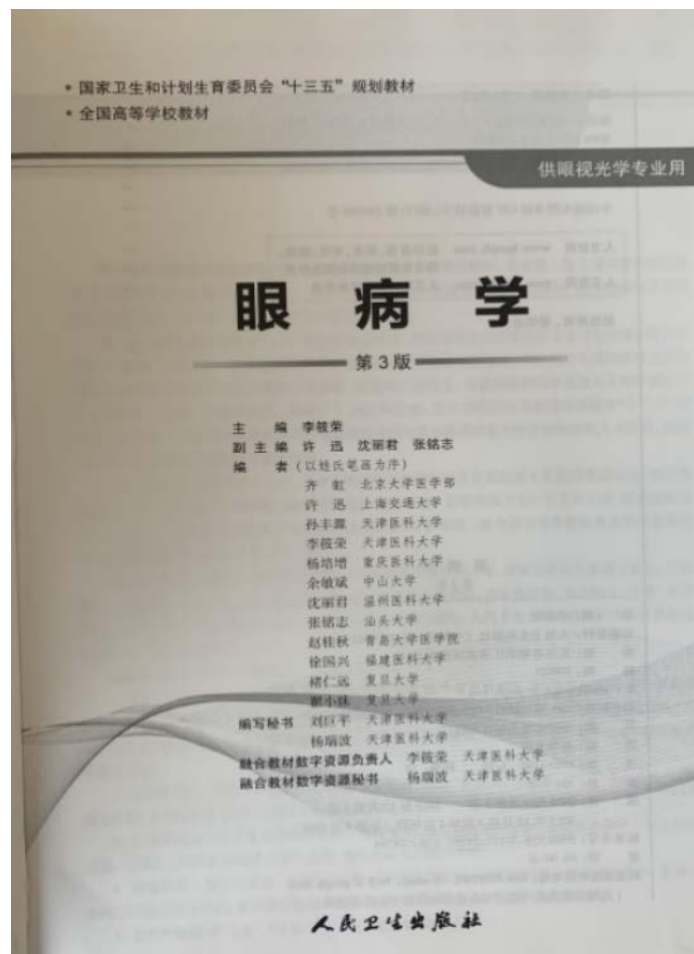 • 国家卫生和计划生育委员会“十三五”规划教材
• 全国高等学校教材
供眼视光学专业用
眼 病 学
第3版
主 编 李筱荣
副主编 许 迅 沈丽君 张铭志
编 者 (以姓氏笔画为序)
齐 虹 北京大学医学部
许 迅 上海交通大学
孙丰源 天津医科大学
李筱荣 天津医科大学
杨培增 重庆医科大学
余敏斌 中山大学
沈丽君 温州医科大学
张铭志 汕头大学
赵桂秋 青岛大学医学院
徐国兴 福建医科大学
褚仁远 复旦大学
瞿小妹 复旦大学
编写秘书 刘巨平 天津医科大学
杨瑞波 天津医科大学
融合教材数字资源负责人 李筱荣 天津医科大学
融合教材数字资源秘书 杨瑞波 天津医科大学
人民卫生出版社